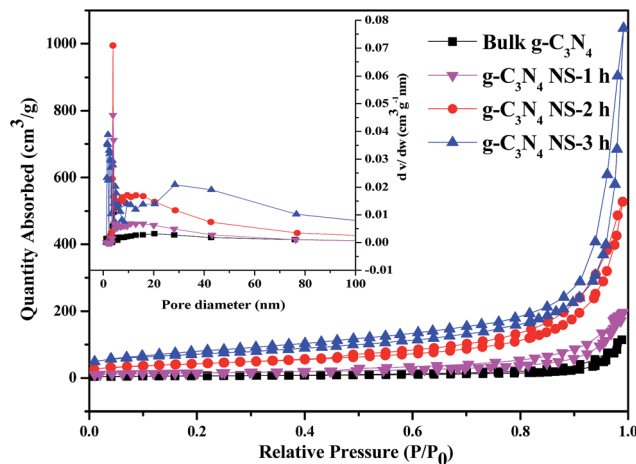 1000
800
600
400
200
0
Quantity Absorbed (cm³/g)
0.0 0.2 0.4 0.6 0.8 1.0
Relative Pressure (P/P₀)
Bulk g-C₃N₄
g-C₃N₄ NS-1 h
g-C₃N₄ NS-2 h
g-C₃N₄ NS-3 h
0.08
0.07
0.06
0.05
0.04
0.03
0.02
0.01
0.00
-0.01
d v/ dw (cm³g⁻¹nm)
0 20 40 60 80 100
Pore diameter (nm)